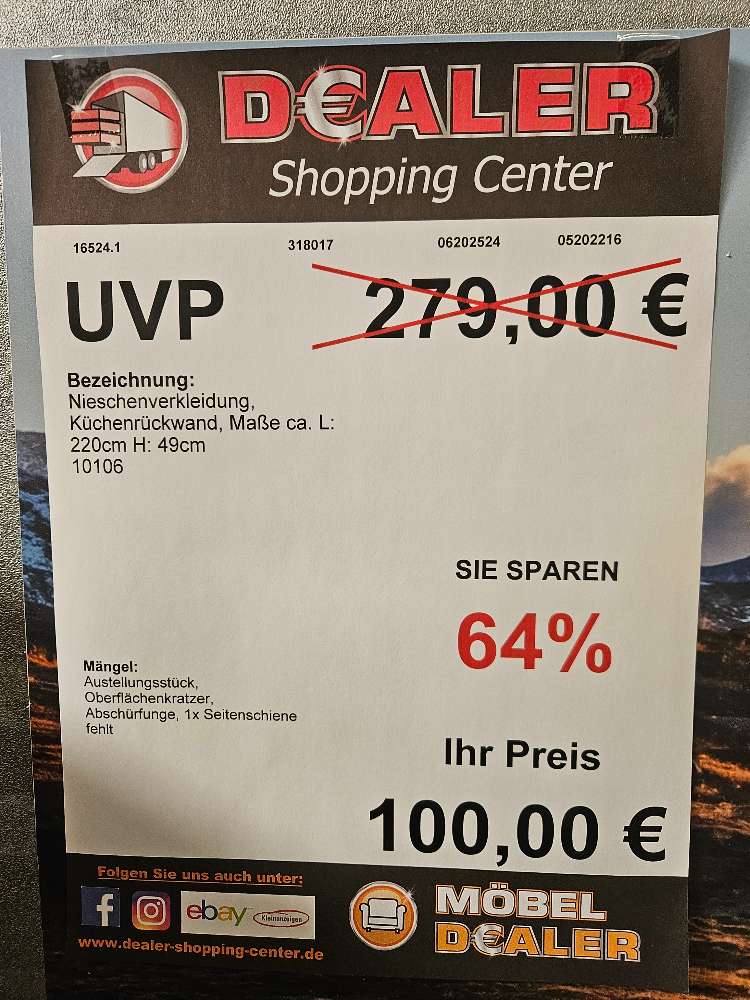 D€ALER
Shopping Center
16524.1 318017 06202524 05202216
UVP 279,00 €
Bezeichnung:
Nieschenverkleidung,
Küchenrückwand, Maße ca. L:
220cm H: 49cm
10106
SIE SPAREN
64%
Mängel:
Austellungsstück,
Oberflächenkratzer,
Abschürfunge, 1x Seitenschiene
fehlt
Ihr Preis
100,00 €
Folgen Sie uns auch unter:
f ebay Kleinanzeigen
www.dealer-shopping-center.de
MÖBEL
D€ALER